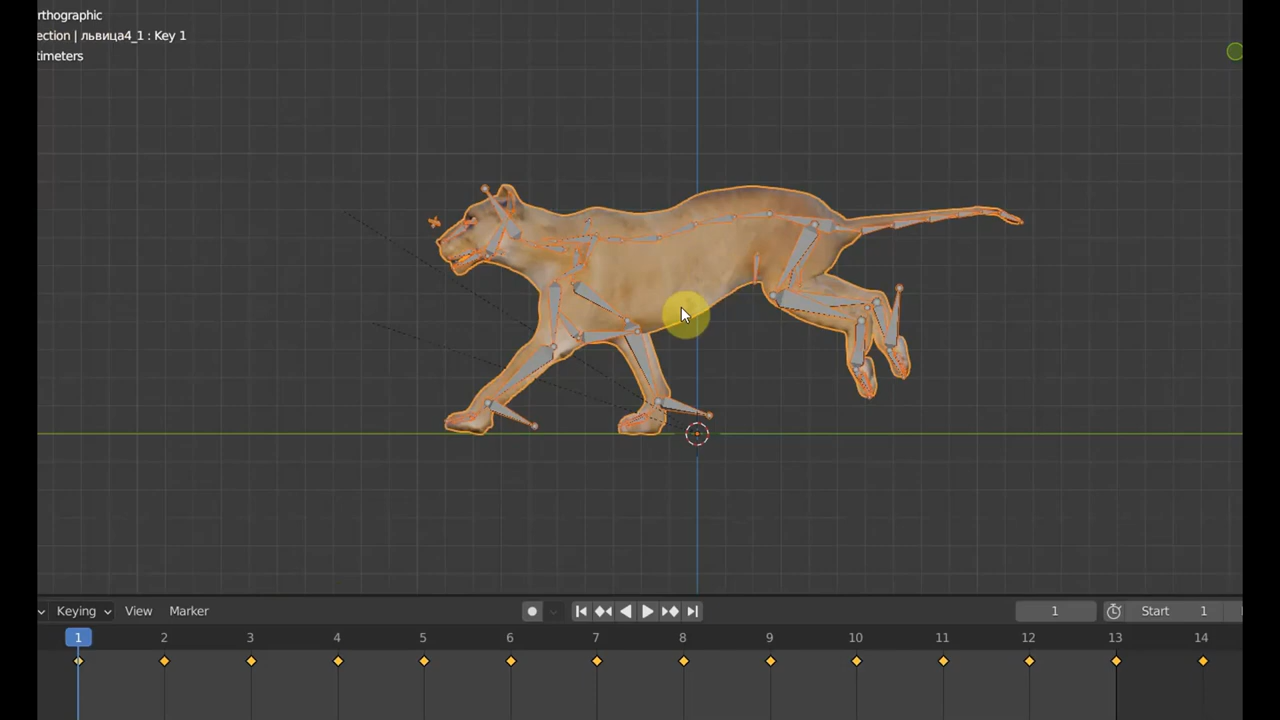 rthographic
ection | львица4_1 : Key 1
timeters
Keying View Marker 1 Start 1
1 2 3 4 5 6 7 8 9 10 11 12 13 14